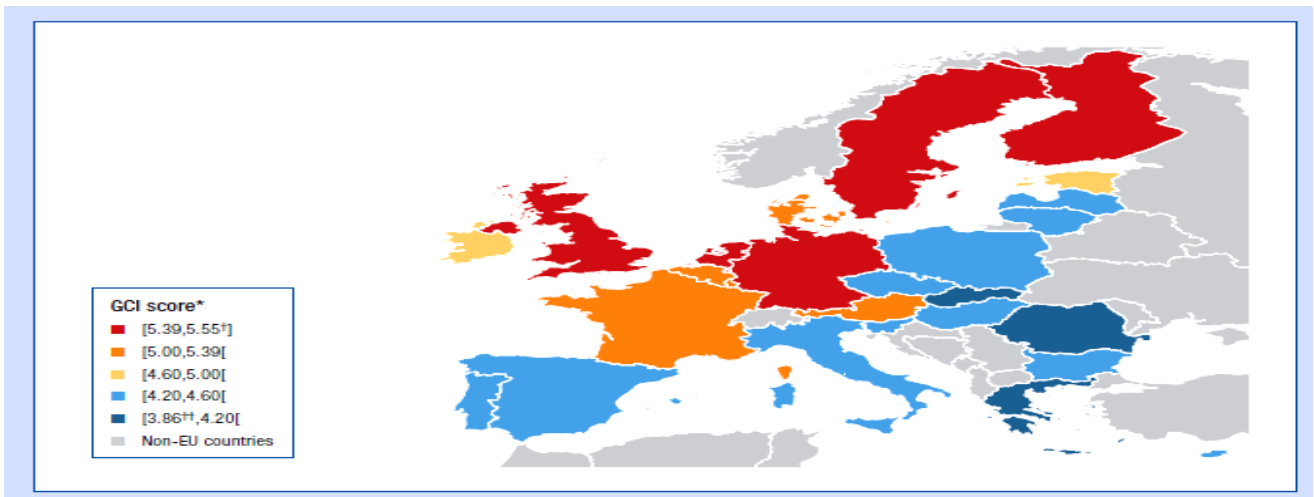 GCI score*
[5.39,5.55†]
[5.00,5.39[
[4.60,5.00[
[4.20,4.60[
[3.86††,4.20[
Non-EU countries